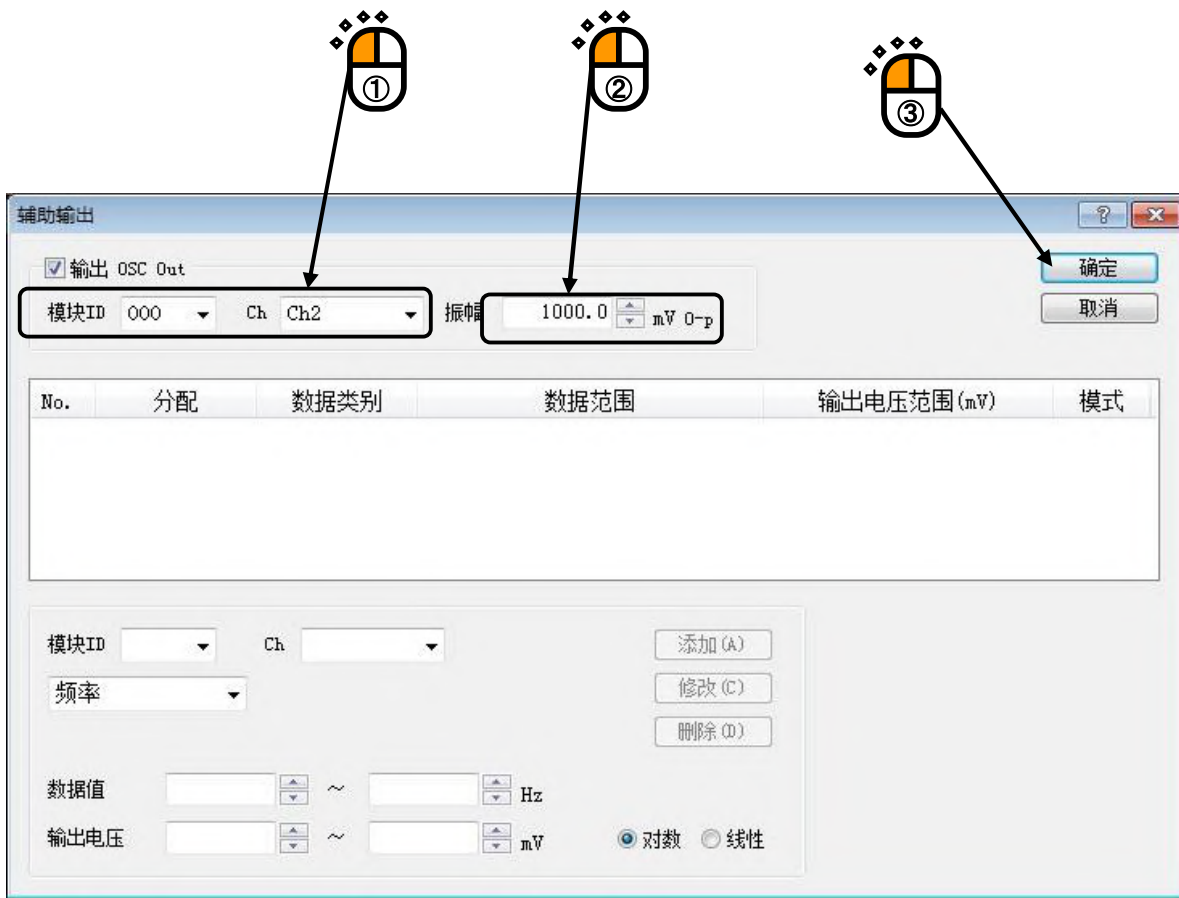 ① ② ③
辅助输出
输出 OSC Out
确定
模块ID 000 Ch Ch2 振幅 1000.0 mV O-p
取消
No. 分配 数据类别 数据范围 输出电压范围(mV) 模式
模块ID Ch 添加(A)
频率 修改(C)
删除(D)
数据值 ~ Hz
输出电压 ~ mV 对数 线性